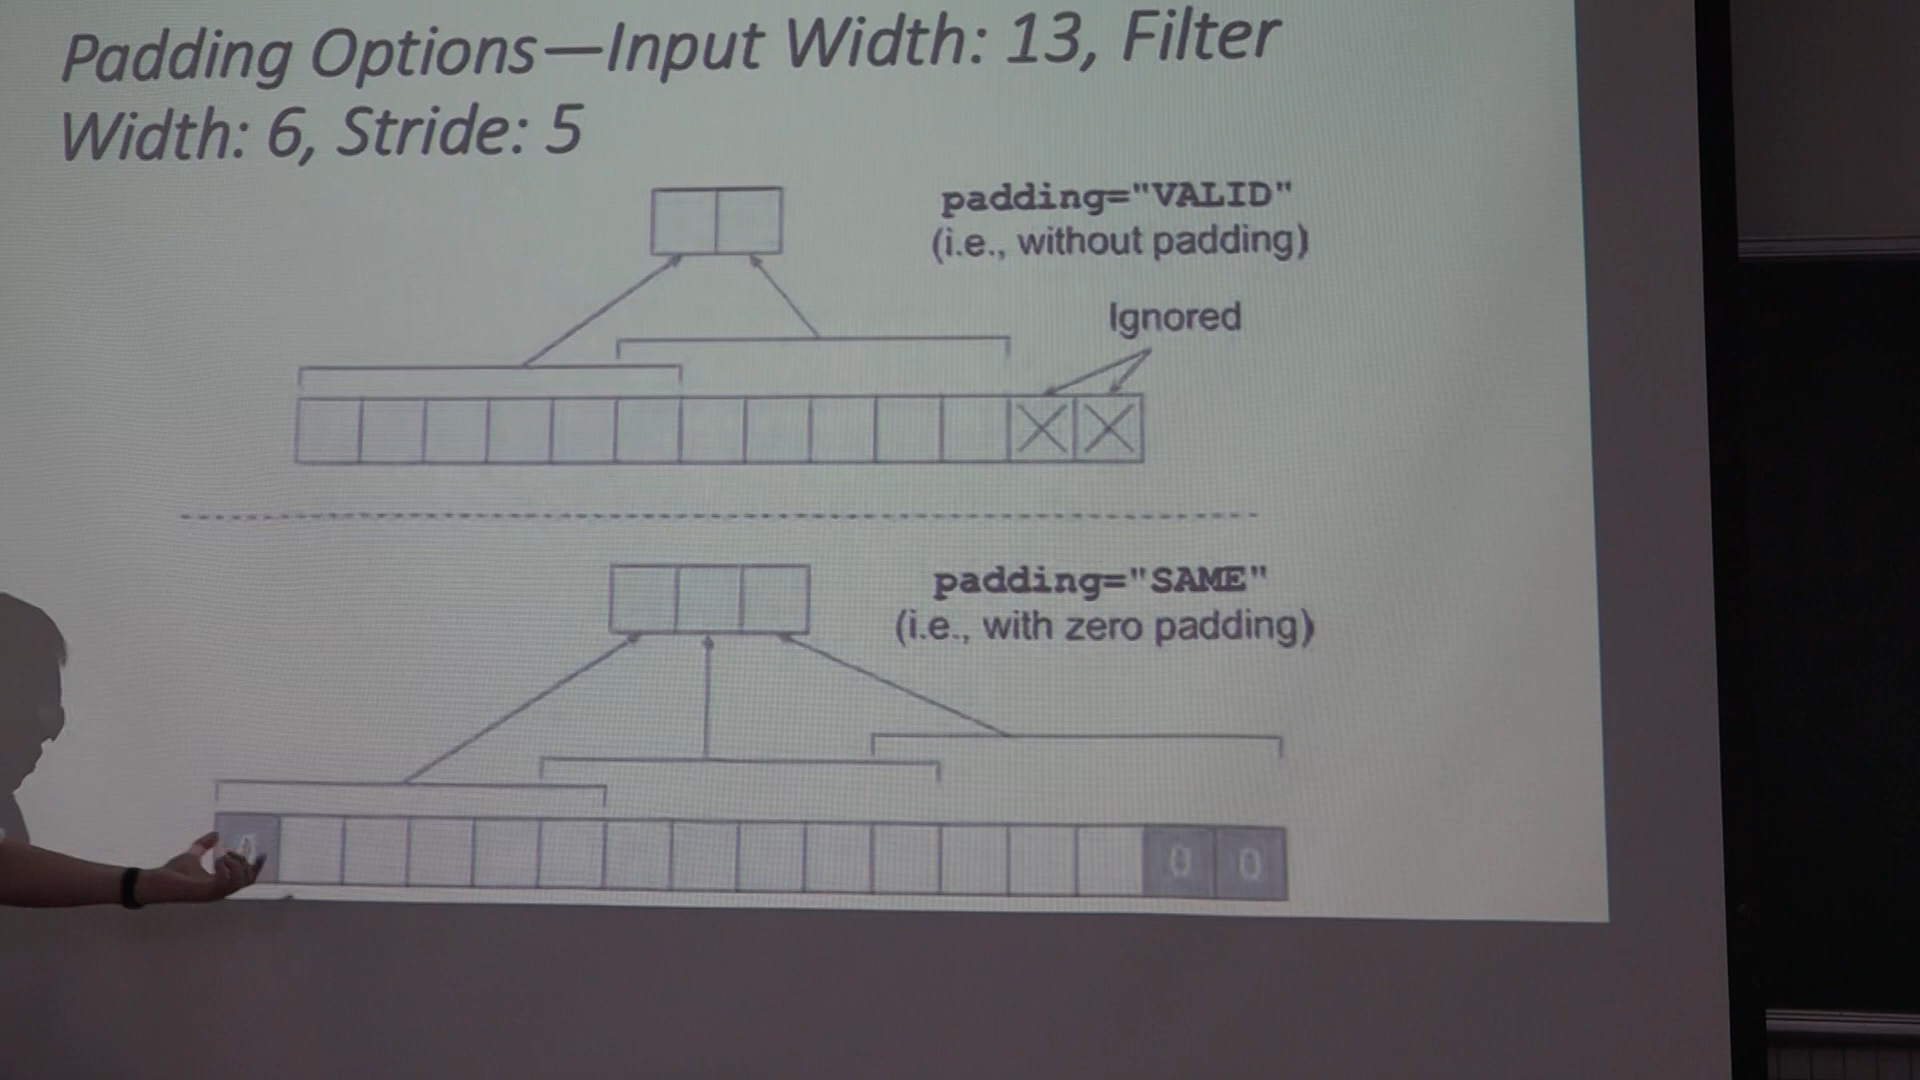 Padding Options—Input Width: 13, Filter
Width: 6, Stride: 5
padding="VALID"
(i.e., without padding)
Ignored
padding="SAME"
(i.e., with zero padding)
0 0